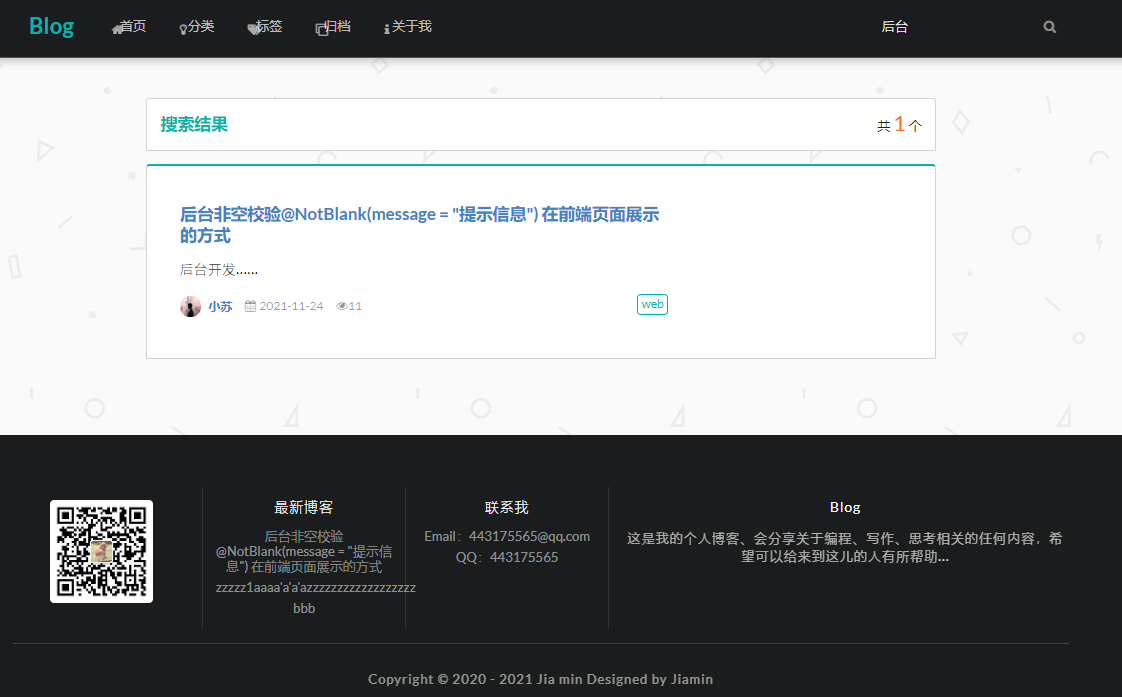 Blog 首页 分类 标签 归档 关于我 后台
搜索结果 共 1 个
后台非空校验@NotBlank(message = "提示信息") 在前端页面展示
的方式
后台开发......
小苏 2021-11-24 11 web
最新博客
后台非空校验
@NotBlank(message = "提示信
息") 在前端页面展示的方式
zzzzz1aaaa'a'a'azzzzzzzzzzzzzzzzzz
bbb
联系我
Email：443175565@qq.com
QQ：443175565
Blog
这是我的个人博客、会分享关于编程、写作、思考相关的任何内容，希
望可以给来到这儿的人有所帮助...
Copyright © 2020 - 2021 Jia min Designed by Jiamin